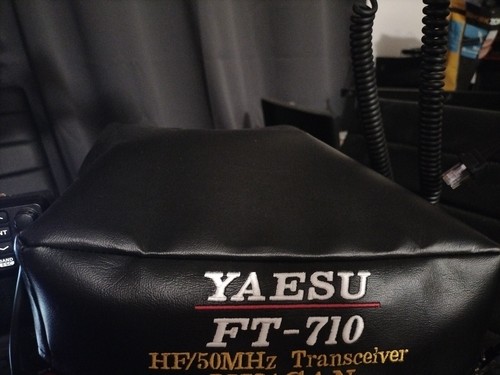 YAESU
FT-710
HF/50MHz Transceiver